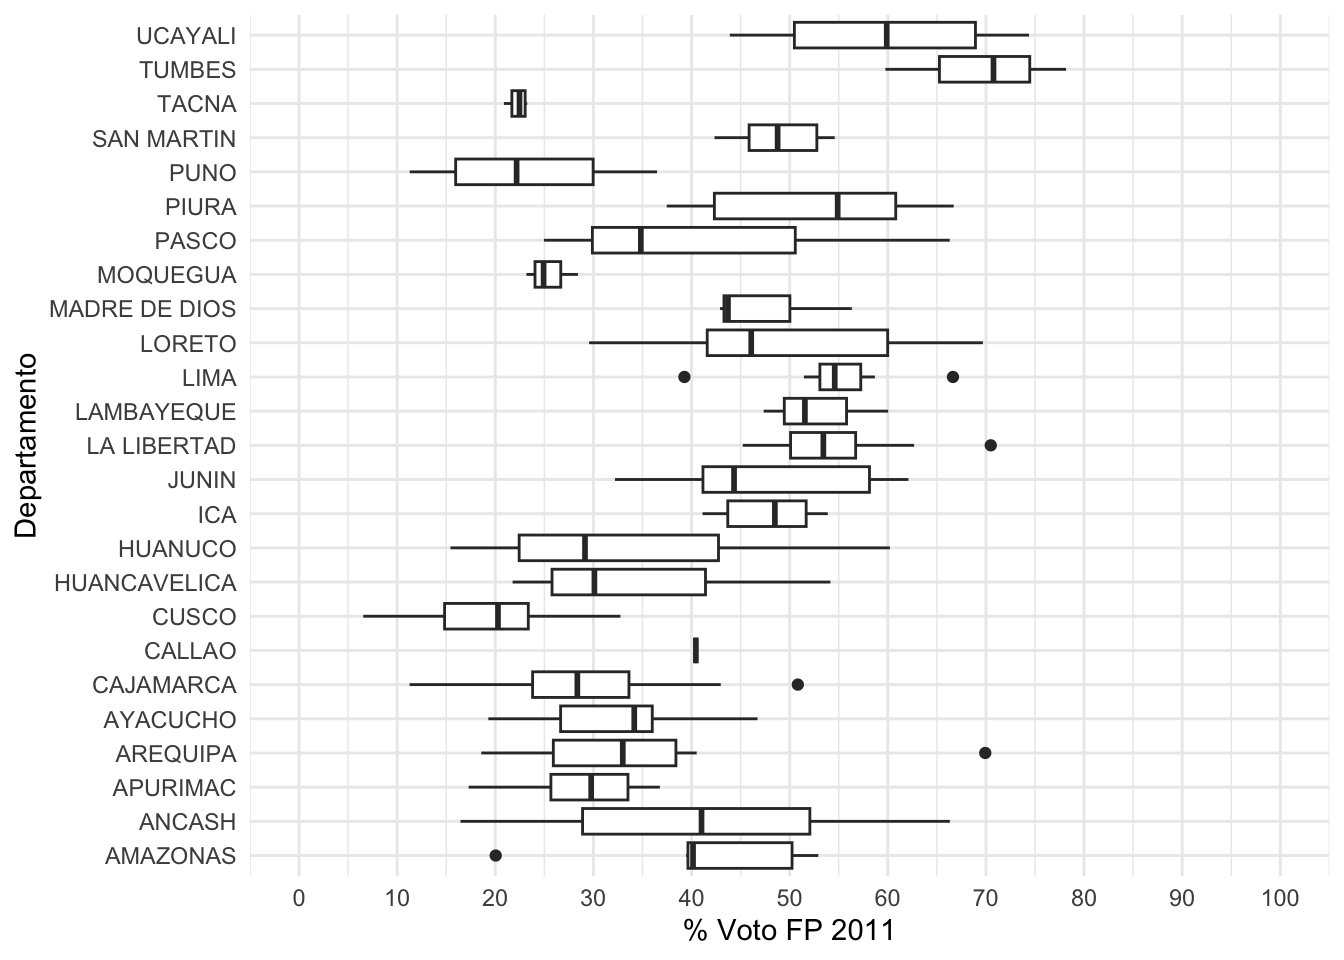 UCAYALI
TUMBES
TACNA
SAN MARTIN
PUNO
PIURA
PASCO
MOQUEGUA
MADRE DE DIOS
LORETO
LIMA
LAMBAYEQUE
LA LIBERTAD
JUNIN
ICA
HUANUCO
HUANCAVELICA
CUSCO
CALLAO
CAJAMARCA
AYACUCHO
AREQUIPA
APURIMAC
ANCASH
AMAZONAS
Departamento
0 10 20 30 40 50 60 70 80 90 100
% Voto FP 2011